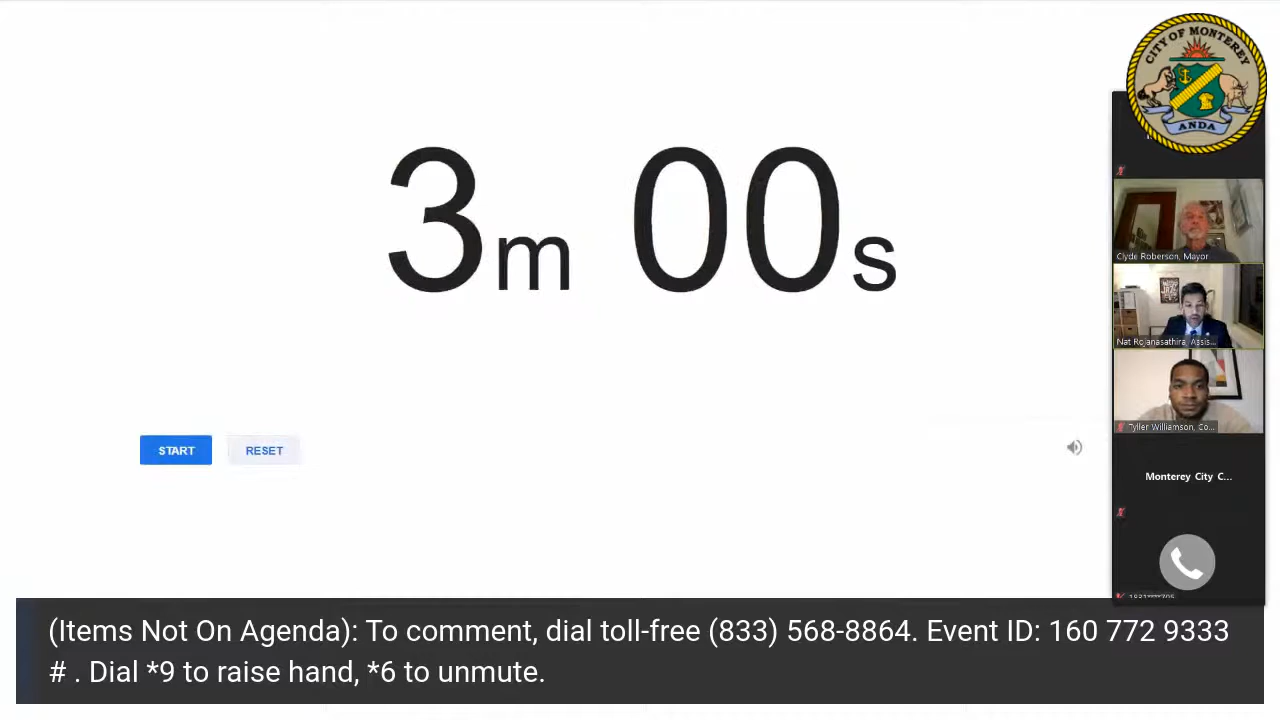 CITY OF MONTEREY
ANDA
3m 00s
Clyde Roberson, Mayor
Nat Rojanasathira, Assis...
START RESET
Tyller Williamson, Co...
Monterey City C...
(Items Not On Agenda): To comment, dial toll-free (833) 568-8864. Event ID: 160 772 9333
# . Dial *9 to raise hand, *6 to unmute.